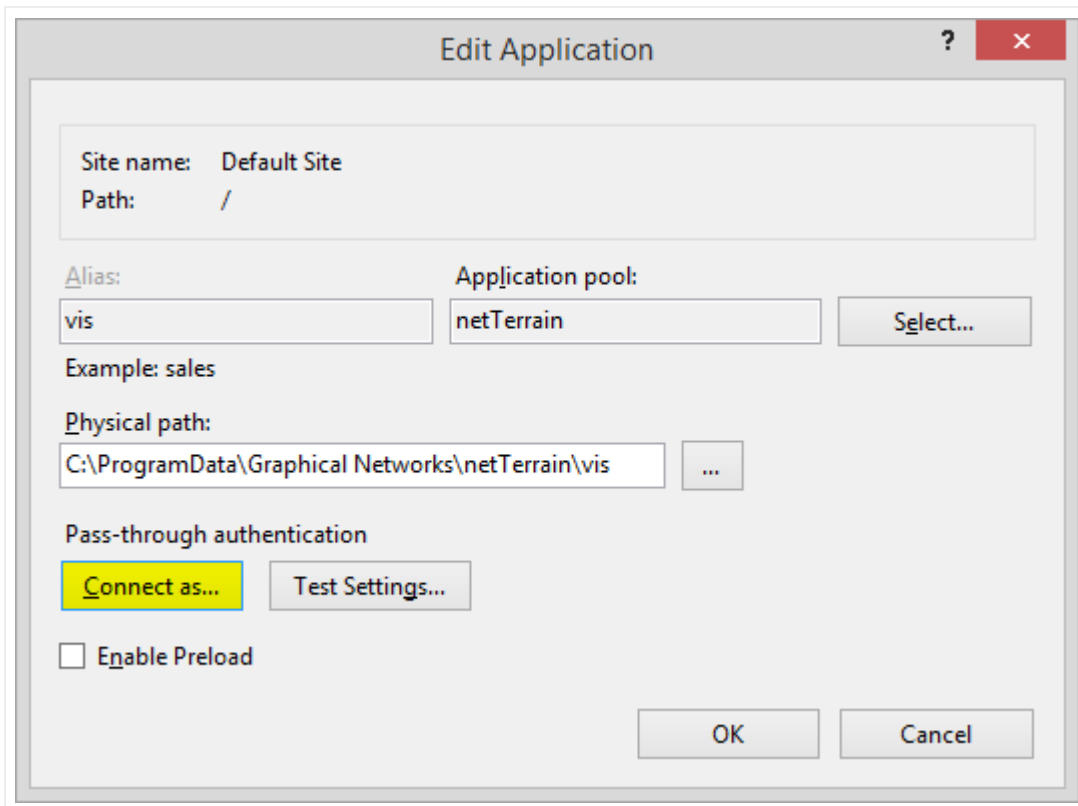 Edit Application
? ×
Site name: Default Site
Path: /
Alias: Application pool:
vis netTerrain Select...
Example: sales
Physical path:
C:\ProgramData\Graphical Networks\netTerrain\vis ...
Pass-through authentication
Connect as... Test Settings...
Enable Preload
OK Cancel